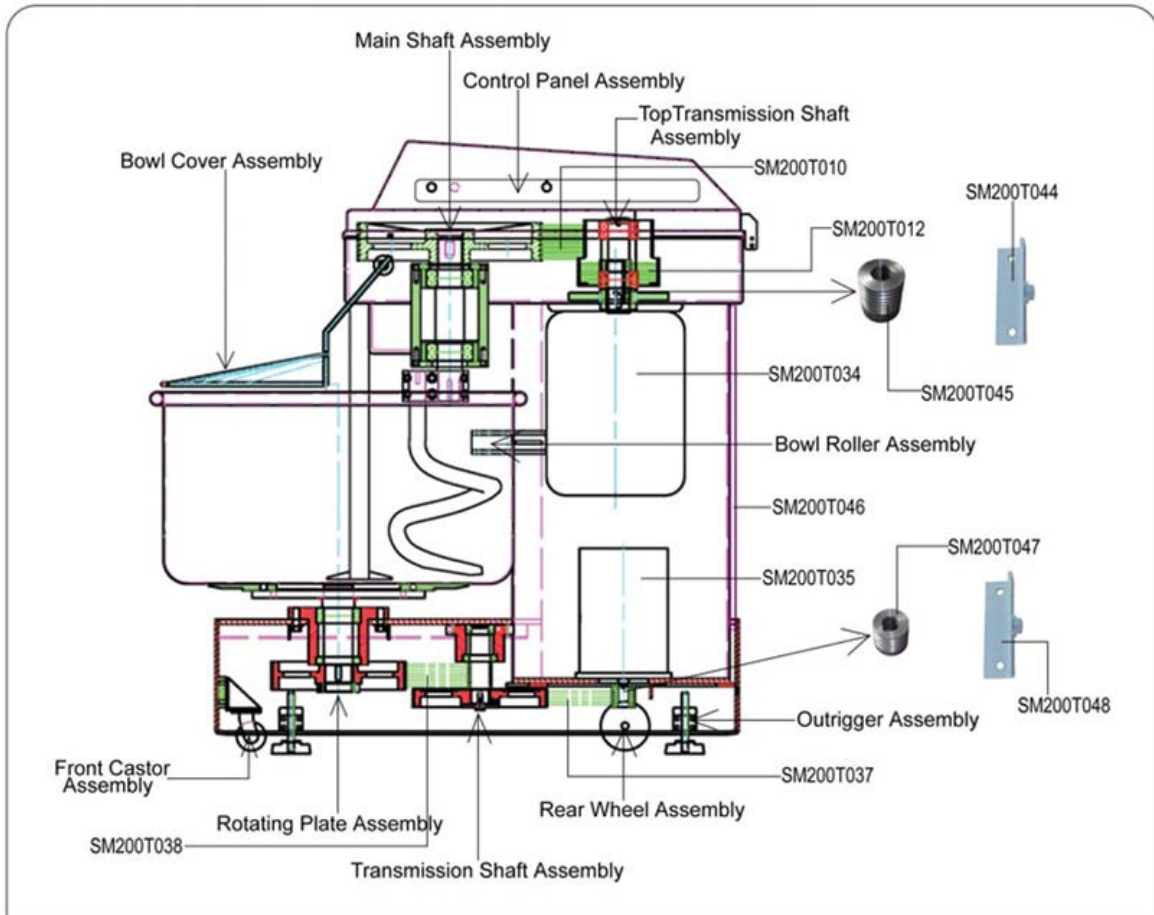 Main Shaft Assembly
Control Panel Assembly
TopTransmission Shaft
Assembly
Bowl Cover Assembly
SM200T010
SM200T044
SM200T012
SM200T034
SM200T045
Bowl Roller Assembly
SM200T046
SM200T047
SM200T035
SM200T048
Outrigger Assembly
Front Castor
Assembly
SM200T037
Rear Wheel Assembly
Rotating Plate Assembly
SM200T038
Transmission Shaft Assembly